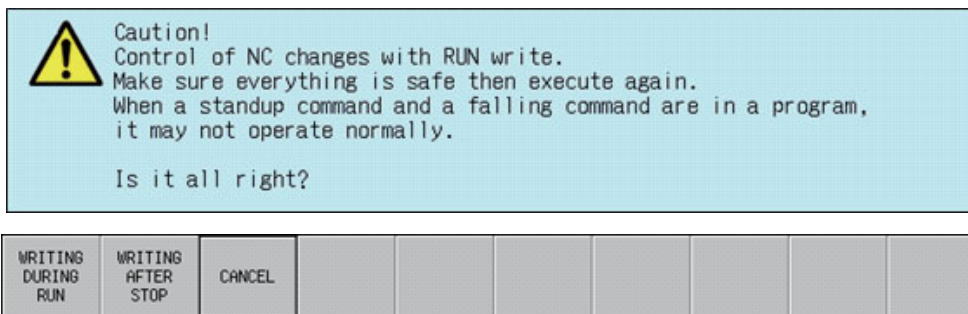 Caution!
Control of NC changes with RUN write.
Make sure everything is safe then execute again.
When a standup command and a falling command are in a program,
it may not operate normally.
Is it all right?
WRITING
DURING
RUN
WRITING
AFTER
STOP
CANCEL